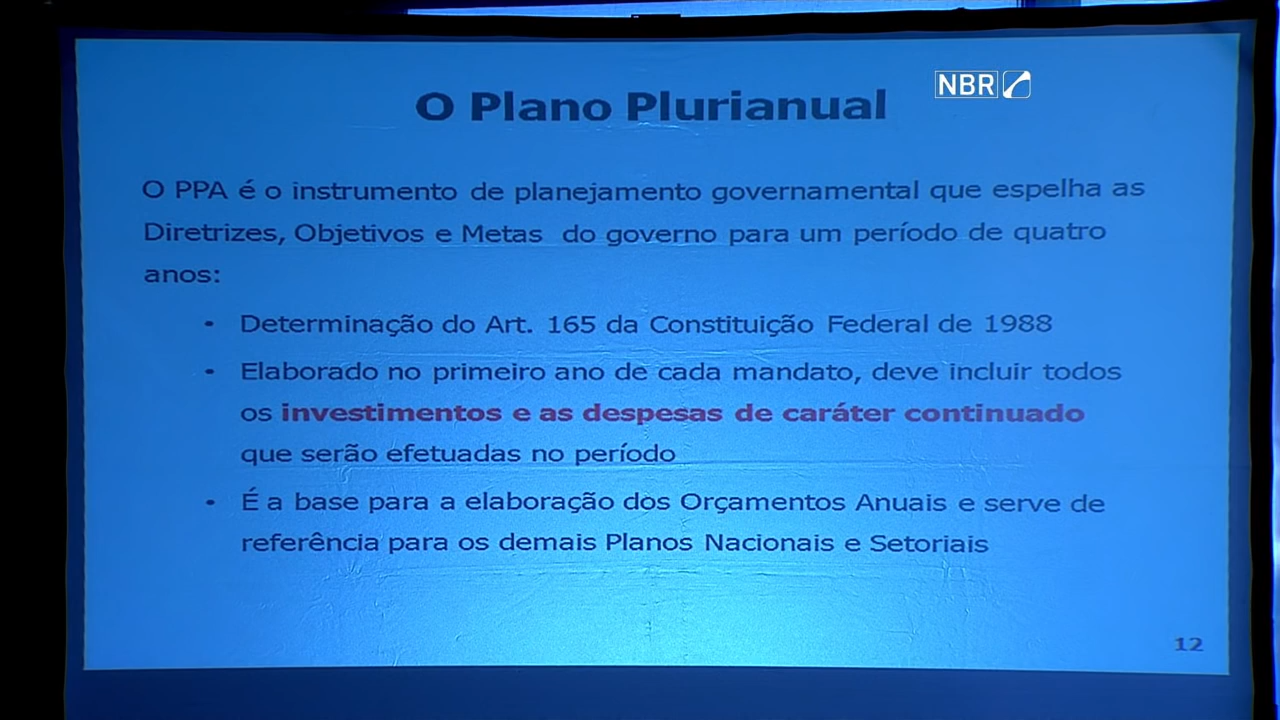 NBR
O Plano Plurianual
O PPA é o instrumento de planejamento governamental que espelha as
Diretrizes, Objetivos e Metas do governo para um período de quatro
anos:
• Determinação do Art. 165 da Constituição Federal de 1988
• Elaborado no primeiro ano de cada mandato, deve incluir todos
os investimentos e as despesas de caráter continuado
que serão efetuadas no período
• É a base para a elaboração dos Orçamentos Anuais e serve de
referência para os demais Planos Nacionais e Setoriais
12